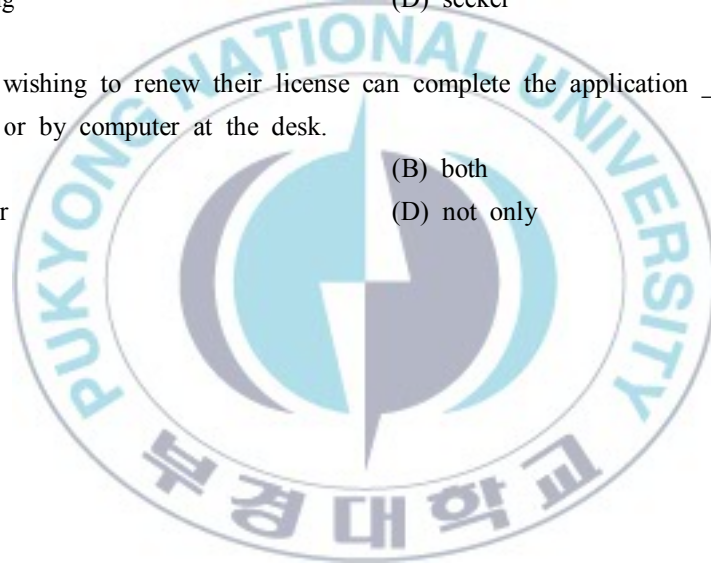 (D) seeker
wishing to renew their license can complete the application _
or by computer at the desk.
(B) both
(D) not only
PUKYONG NATIONAL UNIVERSITY
부경대학교